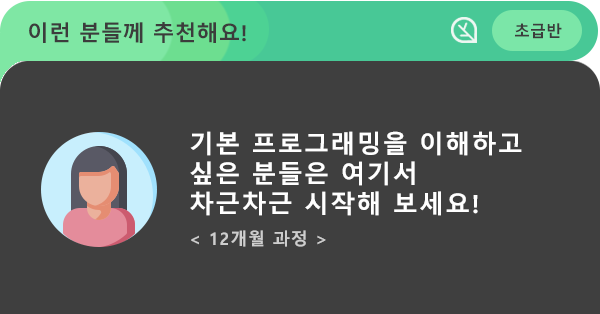 이런 분들께 추천해요!
초급반
기본 프로그래밍을 이해하고
싶은 분들은 여기서
차근차근 시작해 보세요!
< 12개월 과정 >